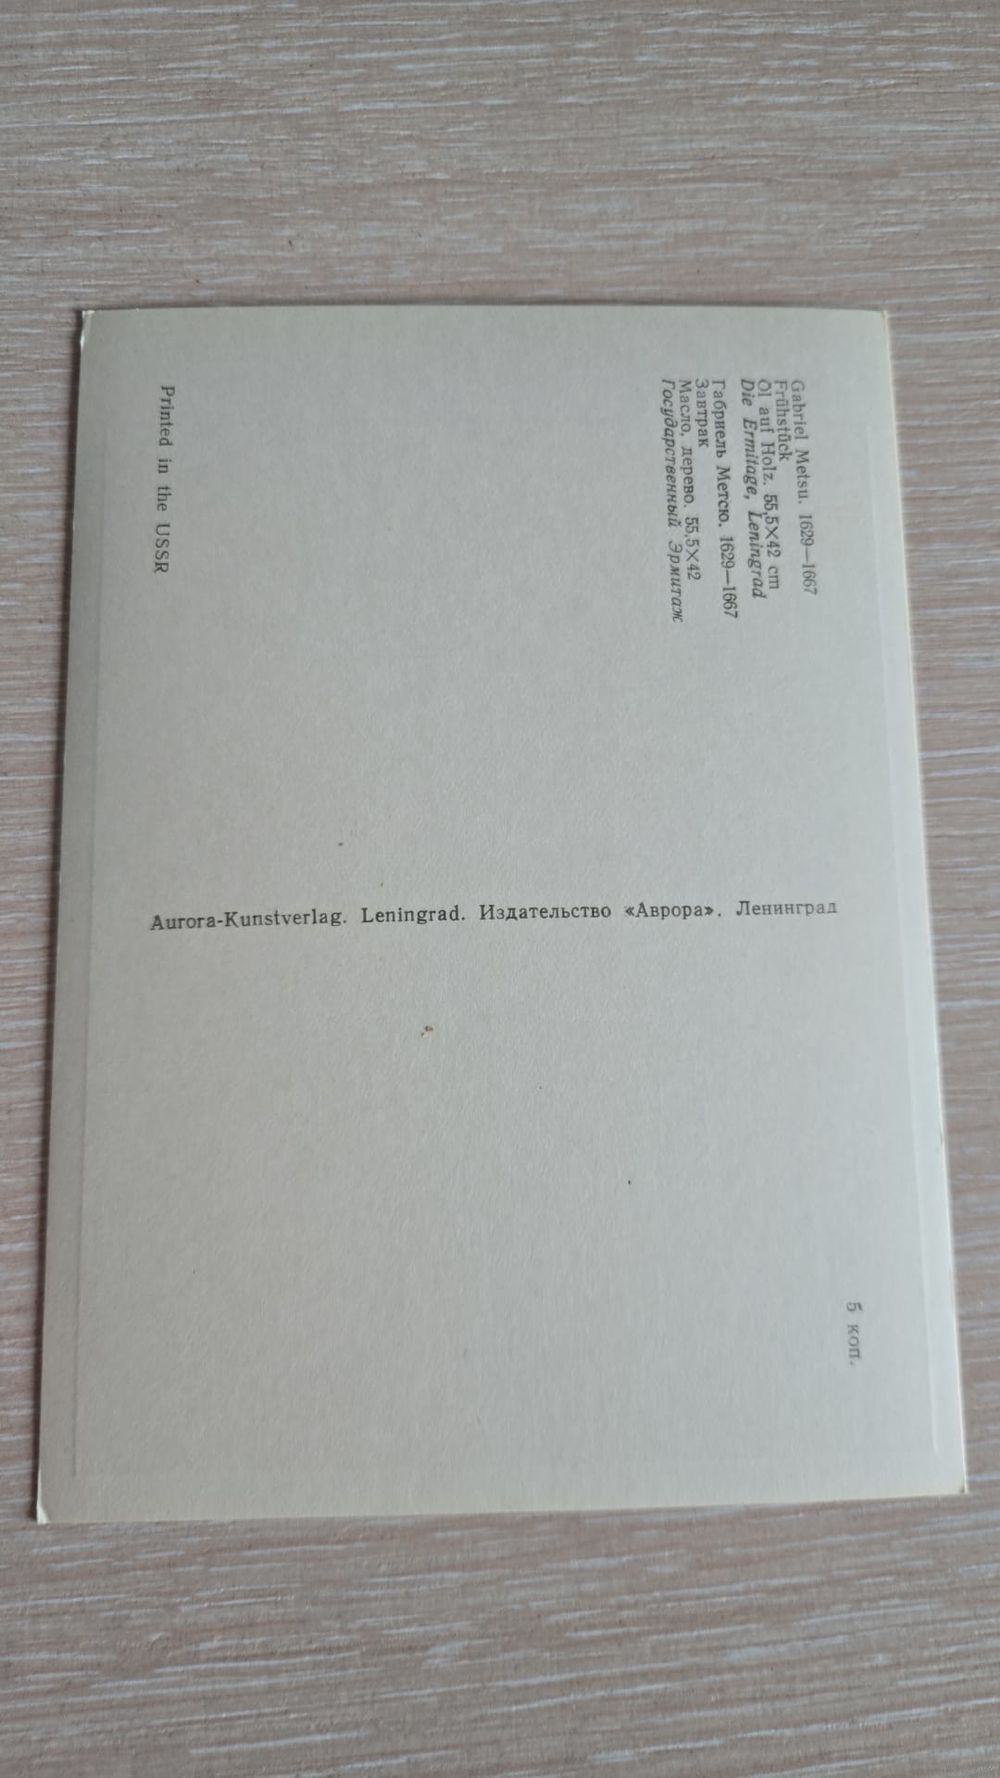 Gabriel Metsu. 1629—1667
Frühstück
Öl auf Holz. 55,5×42 cm
Die Ermitage, Leningrad
Габриель Метсю. 1629—1667
Завтрак
Масло, дерево. 55,5×42
Государственный Эрмитаж
Printed in the USSR
Aurora-Kunstverlag. Leningrad. Издательство «Аврора». Ленинград
5 коп.